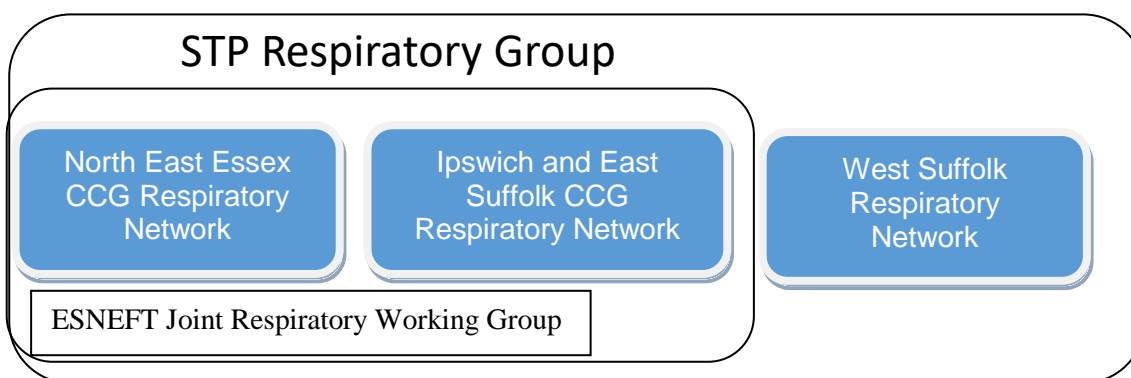 STP Respiratory Group
North East Essex
CCG Respiratory
Network
Ipswich and East
Suffolk CCG
Respiratory Network
West Suffolk
Respiratory
Network
ESNEFT Joint Respiratory Working Group